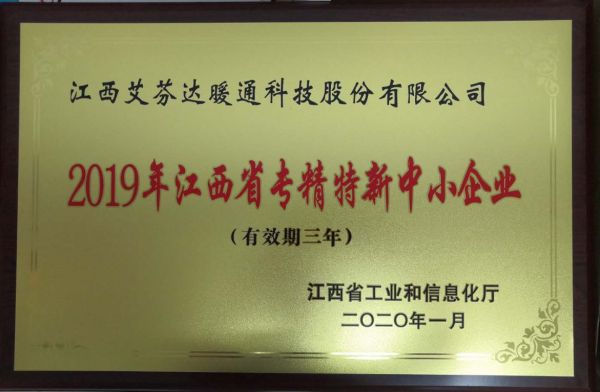 江西艾芬达暖通科技股份有限公司
2019年江西省专精特新中小企业
（有效期三年）
江西省工业和信息化厅
二〇二〇年一月